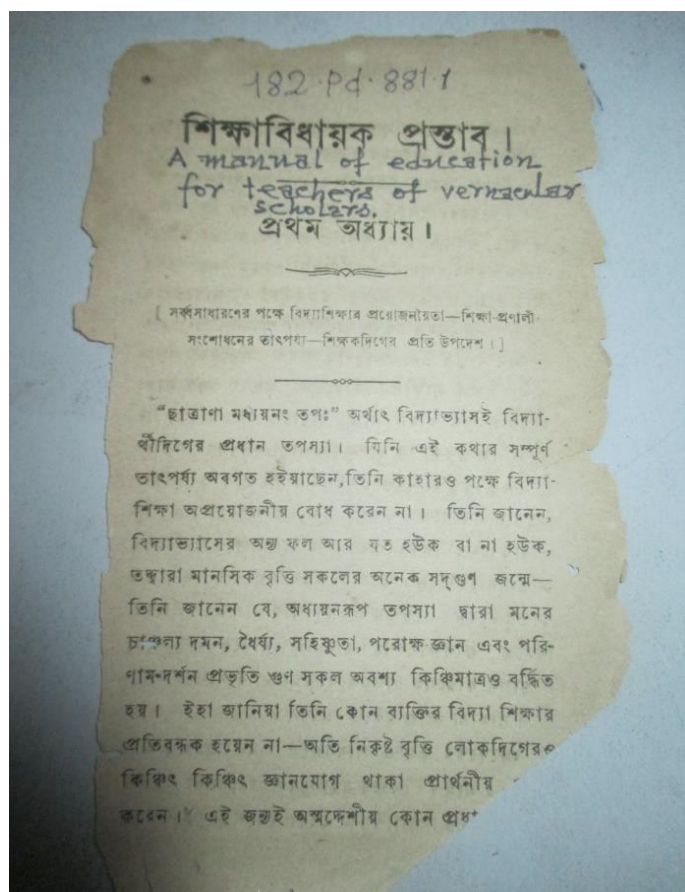 182.Pd.881.1
শিক্ষাবিধায়ক প্রস্তাব।
A manual of education
for teachers of vernacular
scholars.
প্রথম অধ্যায়।
[ সর্ব্বসাধারণের পক্ষে বিদ্যাশিক্ষার প্রয়োজনীয়তা—শিক্ষা-প্রণালী
সংশোধনের তাৎপর্য্য—শিক্ষকদিগের প্রতি উপদেশ। ]
“ছাত্রাণা মধ্যয়নং তপঃ” অর্থাৎ বিদ্যাভ্যাসই বিদ্যা-
র্থীদিগের প্রধান তপস্যা। যিনি এই কথার সম্পূর্ণ
তাৎপর্য্য অবগত হইয়াছেন, তিনি কাহারও পক্ষে বিদ্যা-
শিক্ষা অপ্রয়োজনীয় বোধ করেন না। তিনি জানেন,
বিদ্যাভ্যাসের অন্য ফল আর যত হউক বা না হউক,
তদ্দ্বারা মানসিক বৃত্তি সকলের অনেক সদ্গুণ জন্মে—
তিনি জানেন যে, অধ্যয়নরূপ তপস্যা দ্বারা মনের
চাঞ্চল্য দমন, ধৈর্য্য, সহিষ্ণুতা, পরোক্ষ জ্ঞান এবং পরি-
ণাম-দর্শন প্রভৃতি গুণ সকল অবশ্য কিঞ্চিমাত্রও বর্দ্ধিত
হয়। ইহা জানিয়া তিনি কোন ব্যক্তির বিদ্যা শিক্ষার
প্রতিবন্ধক হয়েন না—অতি নিকৃষ্ট বৃত্তি লোকদিগেরও
কিঞ্চিৎ কিঞ্চিৎ জ্ঞানযোগ থাকা প্রার্থনীয়
করেন। এই জন্যই অস্মদ্দেশীয় কোন